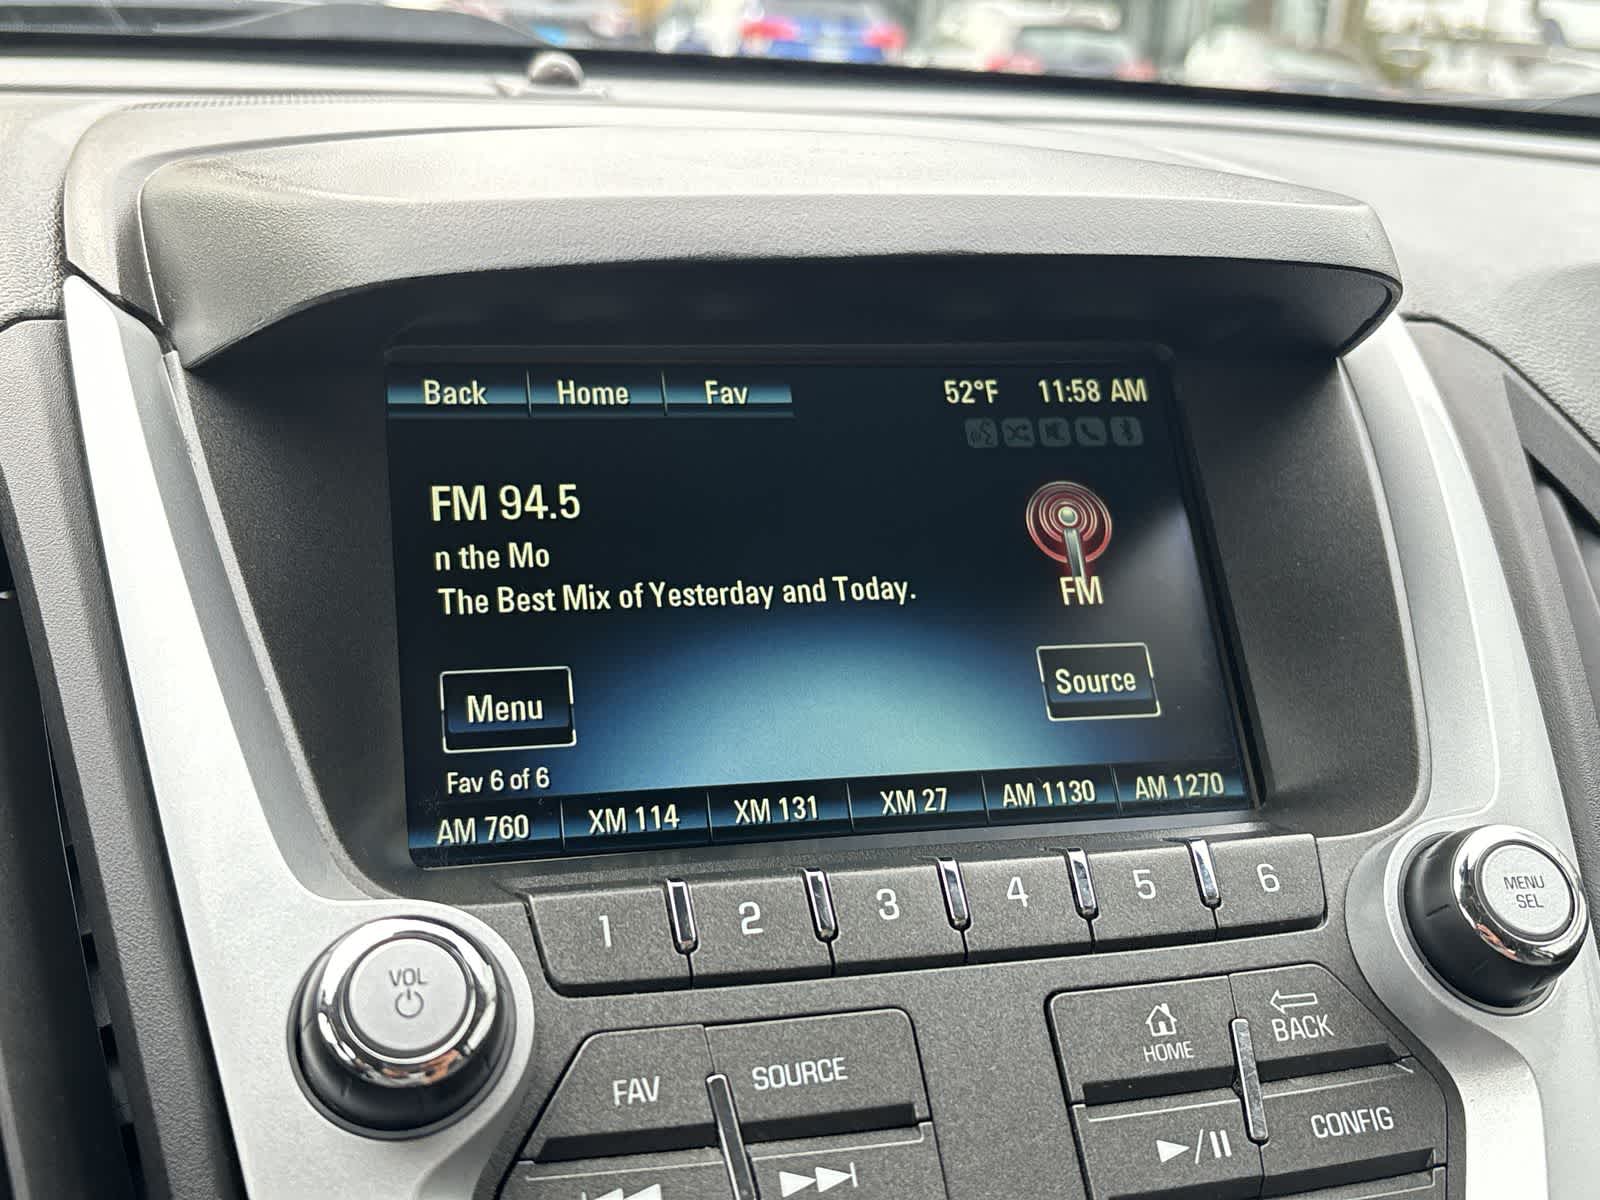 Back Home Fav 52°F 11:58 AM
FM 94.5
n the Mo
The Best Mix of Yesterday and Today.
FM
Menu
Source
Fav 6 of 6
AM 760 XM 114 XM 131 XM 27 AM 1130 AM 1270
1 2 3 4 5 6
MENU
SEL
VOL
FAV SOURCE
HOME
BACK
CONFIG